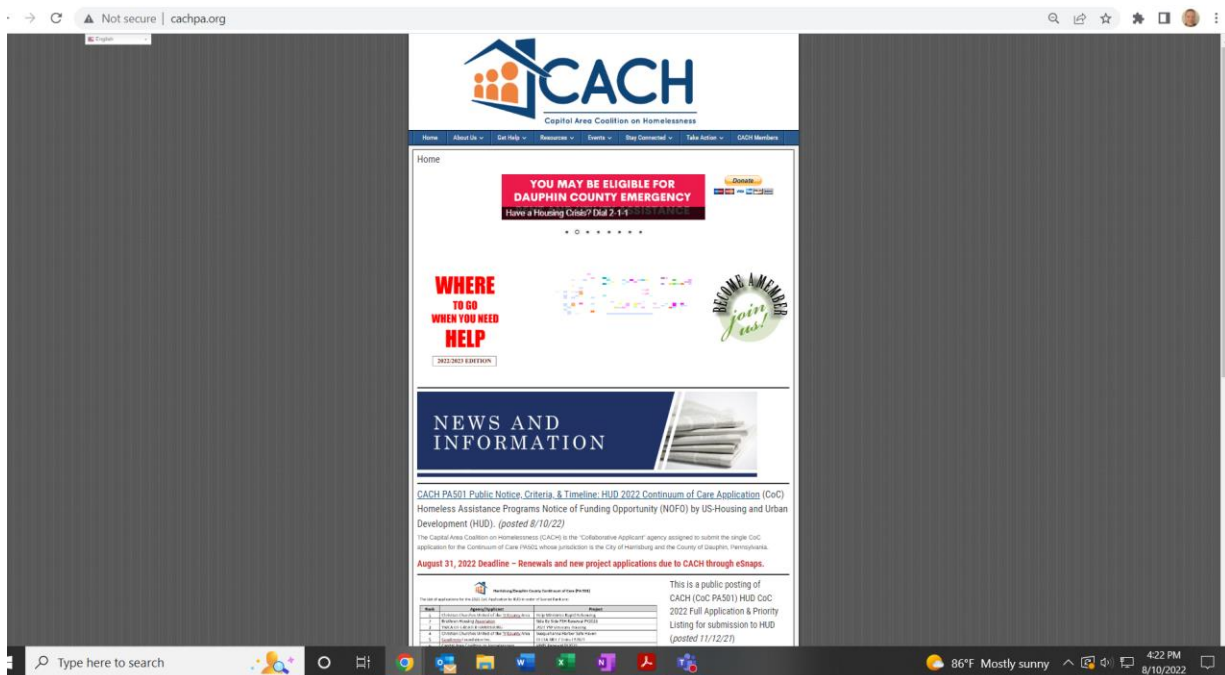 Not secure | cachpa.org
English
CACH
Capital Area Coalition on Homelessness
Home About Us Get Help Resources Events Stay Connected Take Action CACH Members
Home
YOU MAY BE ELIGIBLE FOR
DAUPHIN COUNTY EMERGENCY
Have a Housing Crisis? Dial 2-1-1
Donate
WHERE
TO GO
WHEN YOU NEED
HELP
2022/2023 EDITION
BECOME A MEMBER
join
us!
NEWS AND
INFORMATION
CACH PA501 Public Notice, Criteria, & Timeline: HUD 2022 Continuum of Care Application (CoC)
Homeless Assistance Programs Notice of Funding Opportunity (NOFO) by US-Housing and Urban
Development (HUD). (posted 8/10/22)
The Capital Area Coalition on Homelessness (CACH) is the "Collaborative Applicant" agency assigned to submit the single CoC
application for the Continuum of Care PA501 whose jurisdiction is the City of Harrisburg and the County of Dauphin, Pennsylvania.
August 31, 2022 Deadline – Renewals and new project applications due to CACH through eSnaps.
Rank Agency/Applicant Project
This is a public posting of
CACH (CoC PA501) HUD CoC
2022 Full Application & Priority
Listing for submission to HUD
(posted 11/12/21)
Type here to search
86°F Mostly sunny
4:22 PM
8/10/2022